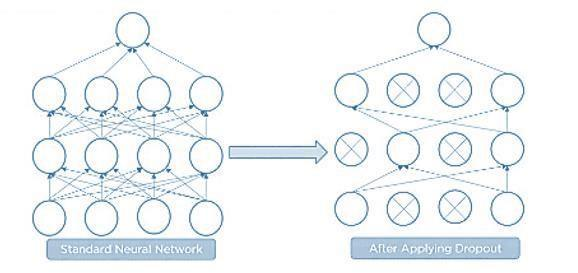 Standard Neural Network
After Applying Dropout